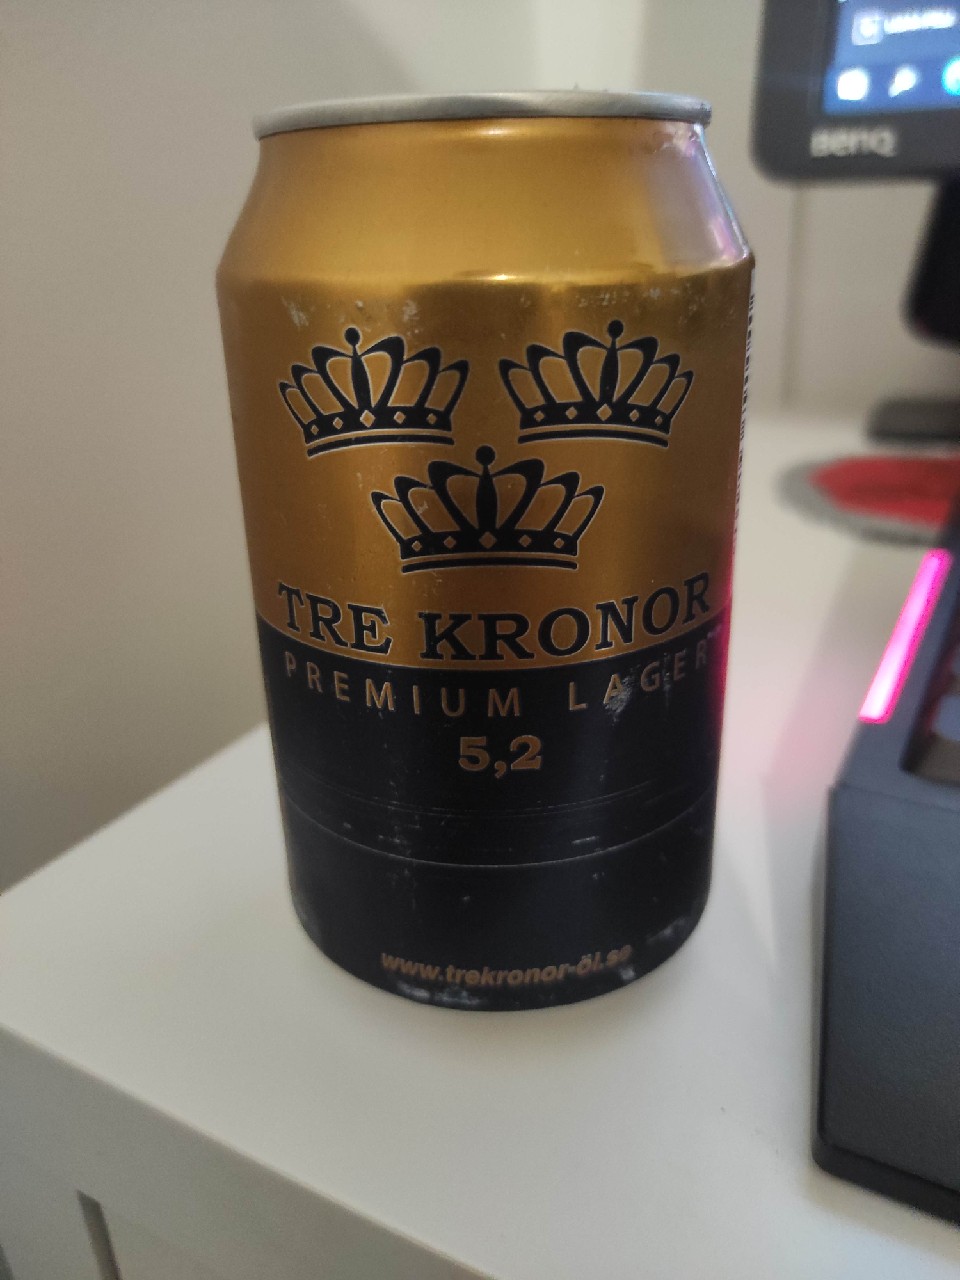 BenQ
TRE KRONOR
PREMIUM LAGER
5,2
www.trekronor-öl.se